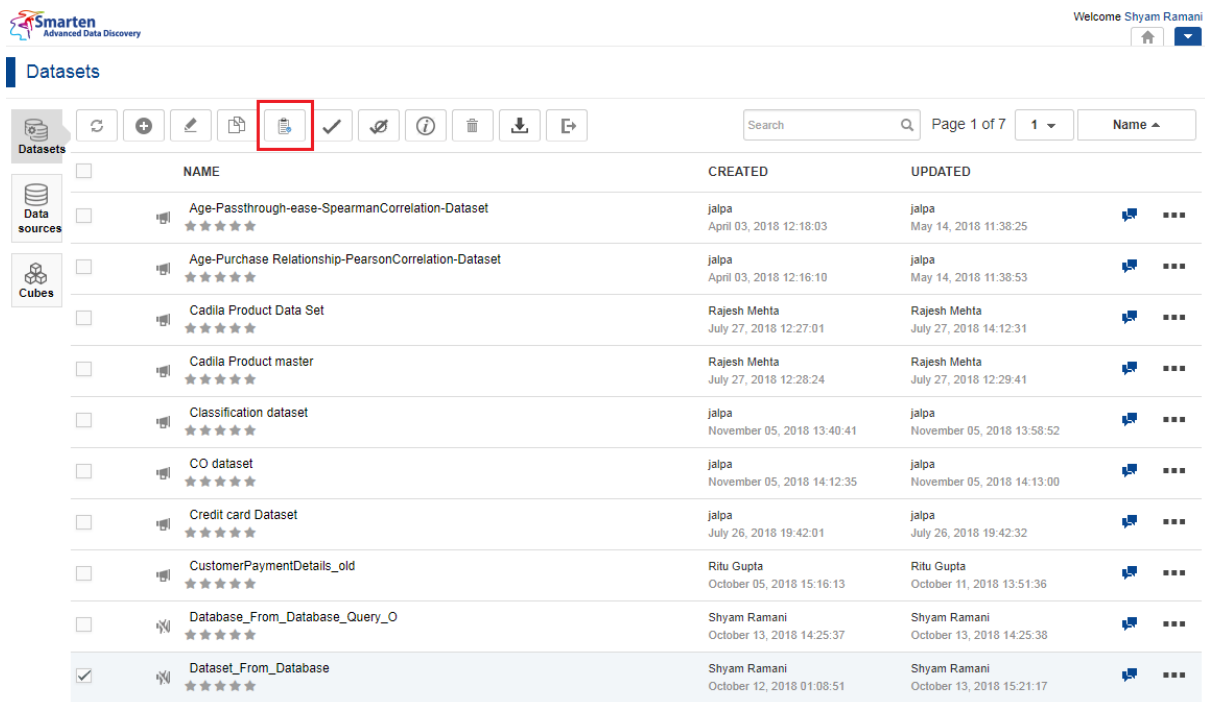 Smarten
Advanced Data Discovery
Welcome Shyam Ramani
Datasets
Datasets
Data
sources
Cubes
Search
Page 1 of 7
1
Name
NAME CREATED UPDATED
Age-Passthrough-ease-SpearmanCorrelation-Dataset jalpa jalpa
April 03, 2018 12:18:03 May 14, 2018 11:38:25
Age-Purchase Relationship-PearsonCorrelation-Dataset jalpa jalpa
April 03, 2018 12:16:10 May 14, 2018 11:38:53
Cadila Product Data Set Rajesh Mehta Rajesh Mehta
July 27, 2018 12:27:01 July 27, 2018 14:12:31
Cadila Product master Rajesh Mehta Rajesh Mehta
July 27, 2018 12:28:24 July 27, 2018 12:29:41
Classification dataset jalpa jalpa
November 05, 2018 13:40:41 November 05, 2018 13:58:52
CO dataset jalpa jalpa
November 05, 2018 14:12:35 November 05, 2018 14:13:00
Credit card Dataset jalpa jalpa
July 26, 2018 19:42:01 July 26, 2018 19:42:32
CustomerPaymentDetails_old Ritu Gupta Ritu Gupta
October 05, 2018 15:16:13 October 11, 2018 13:51:36
Database_From_Database_Query_O Shyam Ramani Shyam Ramani
October 13, 2018 14:25:37 October 13, 2018 14:25:38
Dataset_From_Database Shyam Ramani Shyam Ramani
October 12, 2018 01:08:51 October 13, 2018 15:21:17